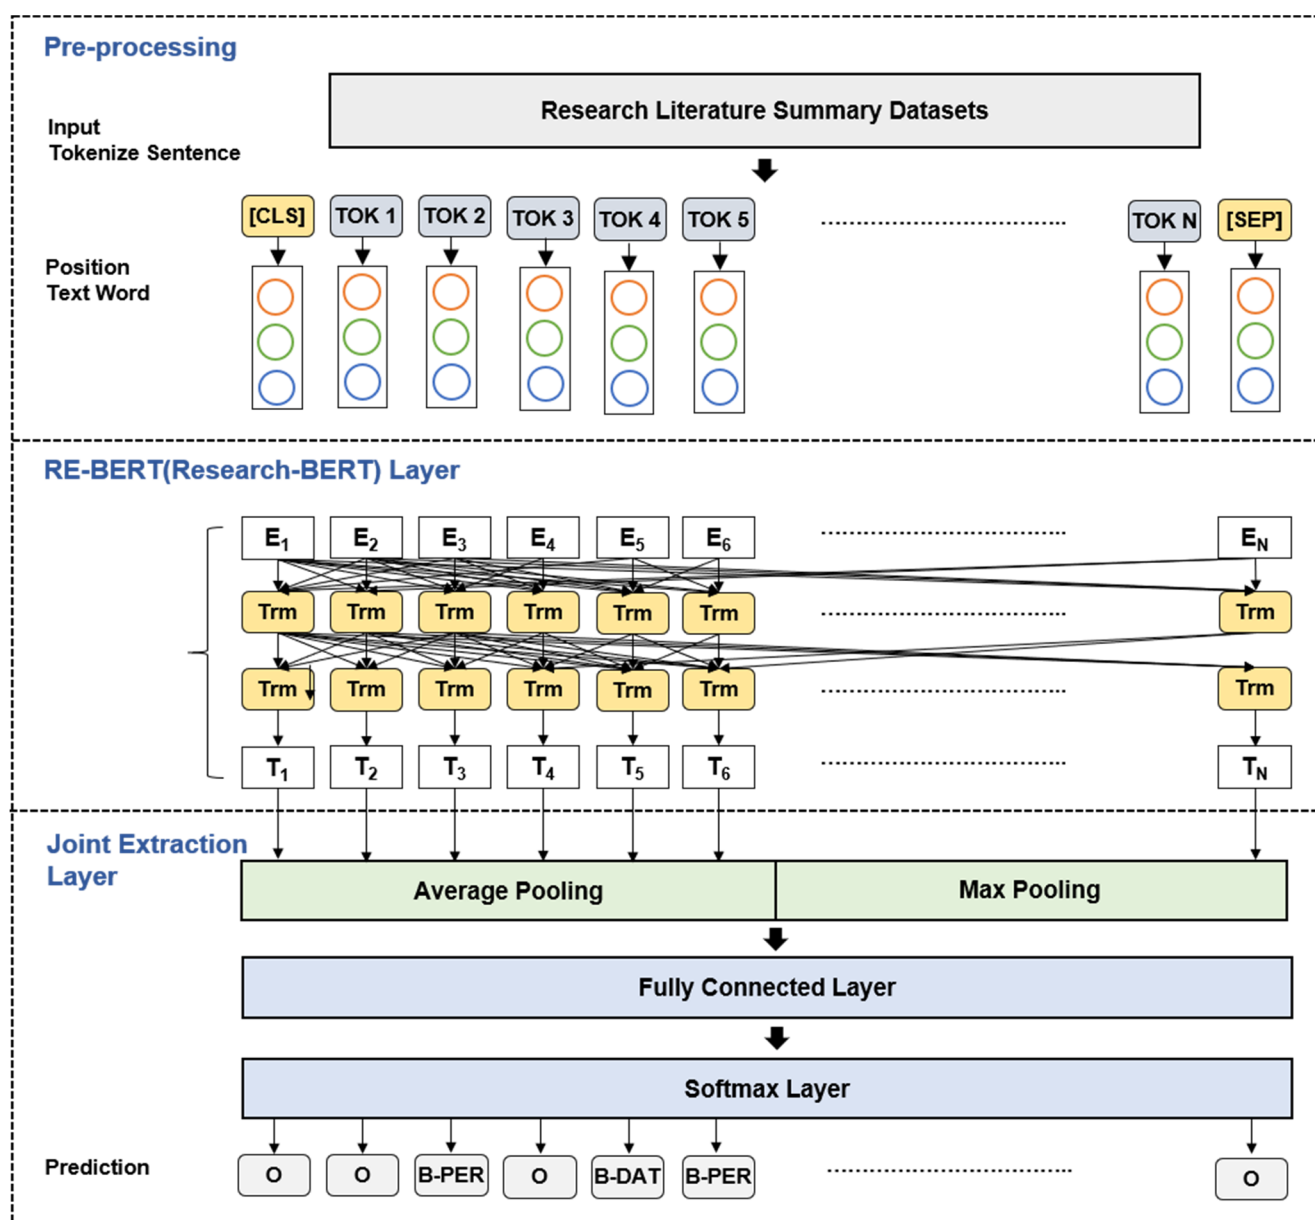 Pre-processing
Research Literature Summary Datasets
Input
Tokenize Sentence
[CLS] TOK 1 TOK 2 TOK 3 TOK 4 TOK 5 TOK N [SEP]
Position
Text Word
RE-BERT(Research-BERT) Layer
E1 E2 E3 E4 E5 E6 EN
Trm Trm Trm Trm Trm Trm Trm
Trm Trm Trm Trm Trm Trm Trm
T1 T2 T3 T4 T5 T6 TN
Joint Extraction
Layer
Average Pooling Max Pooling
Fully Connected Layer
Softmax Layer
Prediction O O B-PER O B-DAT B-PER O